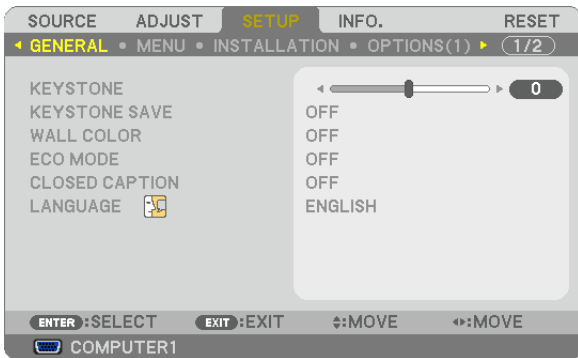 SOURCE ADJUST SETUP INFO. RESET
GENERAL • MENU • INSTALLATION • OPTIONS(1) 1/2
KEYSTONE 0
KEYSTONE SAVE OFF
WALL COLOR OFF
ECO MODE OFF
CLOSED CAPTION OFF
LANGUAGE ENGLISH
ENTER :SELECT EXIT :EXIT :MOVE :MOVE
COMPUTER1